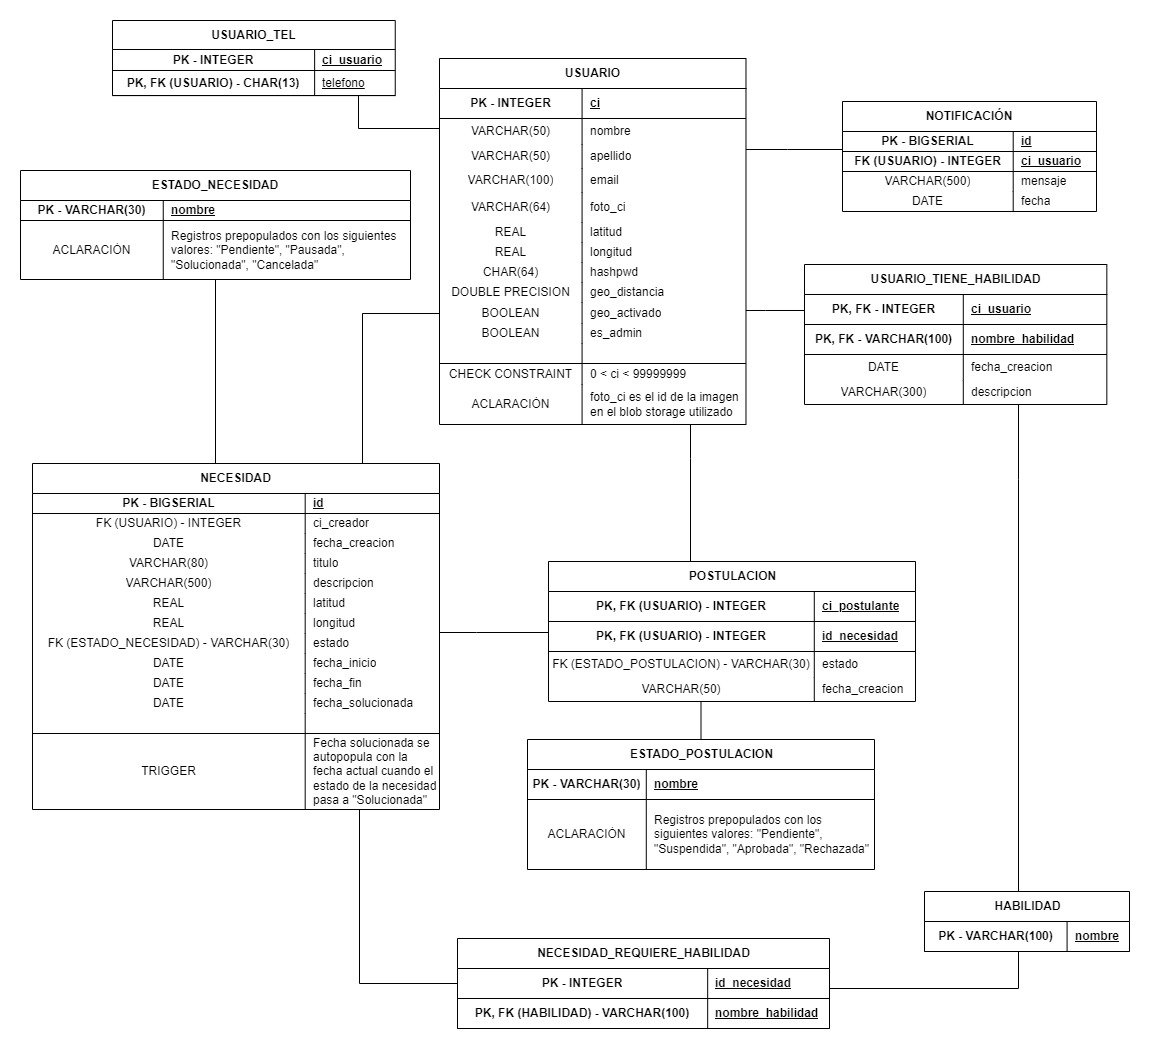 USUARIO_TEL
PK - INTEGER ci_usuario
PK, FK (USUARIO) - CHAR(13) telefono
USUARIO
PK - INTEGER ci
VARCHAR(50) nombre
VARCHAR(50) apellido
VARCHAR(100) email
VARCHAR(64) foto_ci
REAL latitud
REAL longitud
CHAR(64) hashpwd
DOUBLE PRECISION geo_distancia
BOOLEAN geo_activado
BOOLEAN es_admin
CHECK CONSTRAINT 0 < ci < 99999999
ACLARACIÓN foto_ci es el id de la imagen
en el blob storage utilizado
NOTIFICACIÓN
PK - BIGSERIAL id
FK (USUARIO) - INTEGER ci_usuario
VARCHAR(500) mensaje
DATE fecha
ESTADO_NECESIDAD
PK - VARCHAR(30) nombre
ACLARACIÓN Registros prepopulados con los siguientes
valores: "Pendiente", "Pausada",
"Solucionada", "Cancelada"
USUARIO_TIENE_HABILIDAD
PK, FK - INTEGER ci_usuario
PK, FK - VARCHAR(100) nombre_habilidad
DATE fecha_creacion
VARCHAR(300) descripcion
NECESIDAD
PK - BIGSERIAL id
FK (USUARIO) - INTEGER ci_creador
DATE fecha_creacion
VARCHAR(80) titulo
VARCHAR(500) descripcion
REAL latitud
REAL longitud
FK (ESTADO_NECESIDAD) - VARCHAR(30) estado
DATE fecha_inicio
DATE fecha_fin
DATE fecha_solucionada
TRIGGER Fecha solucionada se
autopopula con la
fecha actual cuando el
estado de la necesidad
pasa a "Solucionada"
POSTULACION
PK, FK (USUARIO) - INTEGER ci_postulante
PK, FK (USUARIO) - INTEGER id_necesidad
FK (ESTADO_POSTULACION) - VARCHAR(30) estado
VARCHAR(50) fecha_creacion
ESTADO_POSTULACION
PK - VARCHAR(30) nombre
ACLARACIÓN Registros prepopulados con los
siguientes valores: "Pendiente",
"Suspendida", "Aprobada", "Rechazada"
HABILIDAD
PK - VARCHAR(100) nombre
NECESIDAD_REQUIERE_HABILIDAD
PK - INTEGER id_necesidad
PK, FK (HABILIDAD) - VARCHAR(100) nombre_habilidad